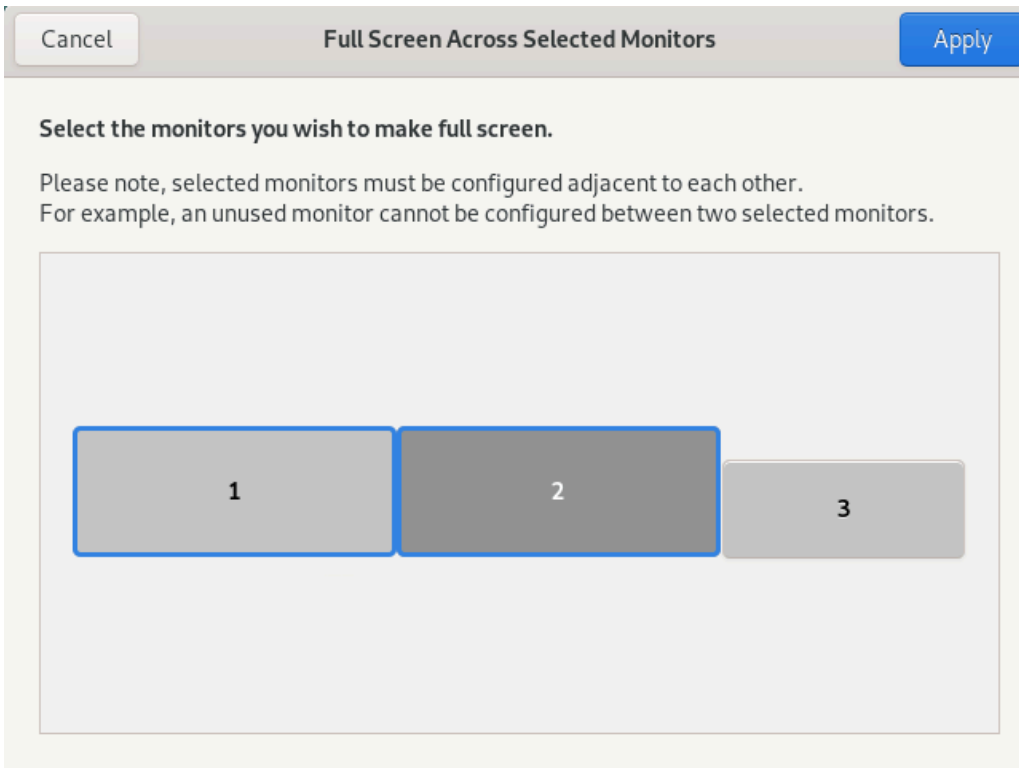 Cancel
Full Screen Across Selected Monitors
Apply
Select the monitors you wish to make full screen.
Please note, selected monitors must be configured adjacent to each other.
For example, an unused monitor cannot be configured between two selected monitors.
1
2
3